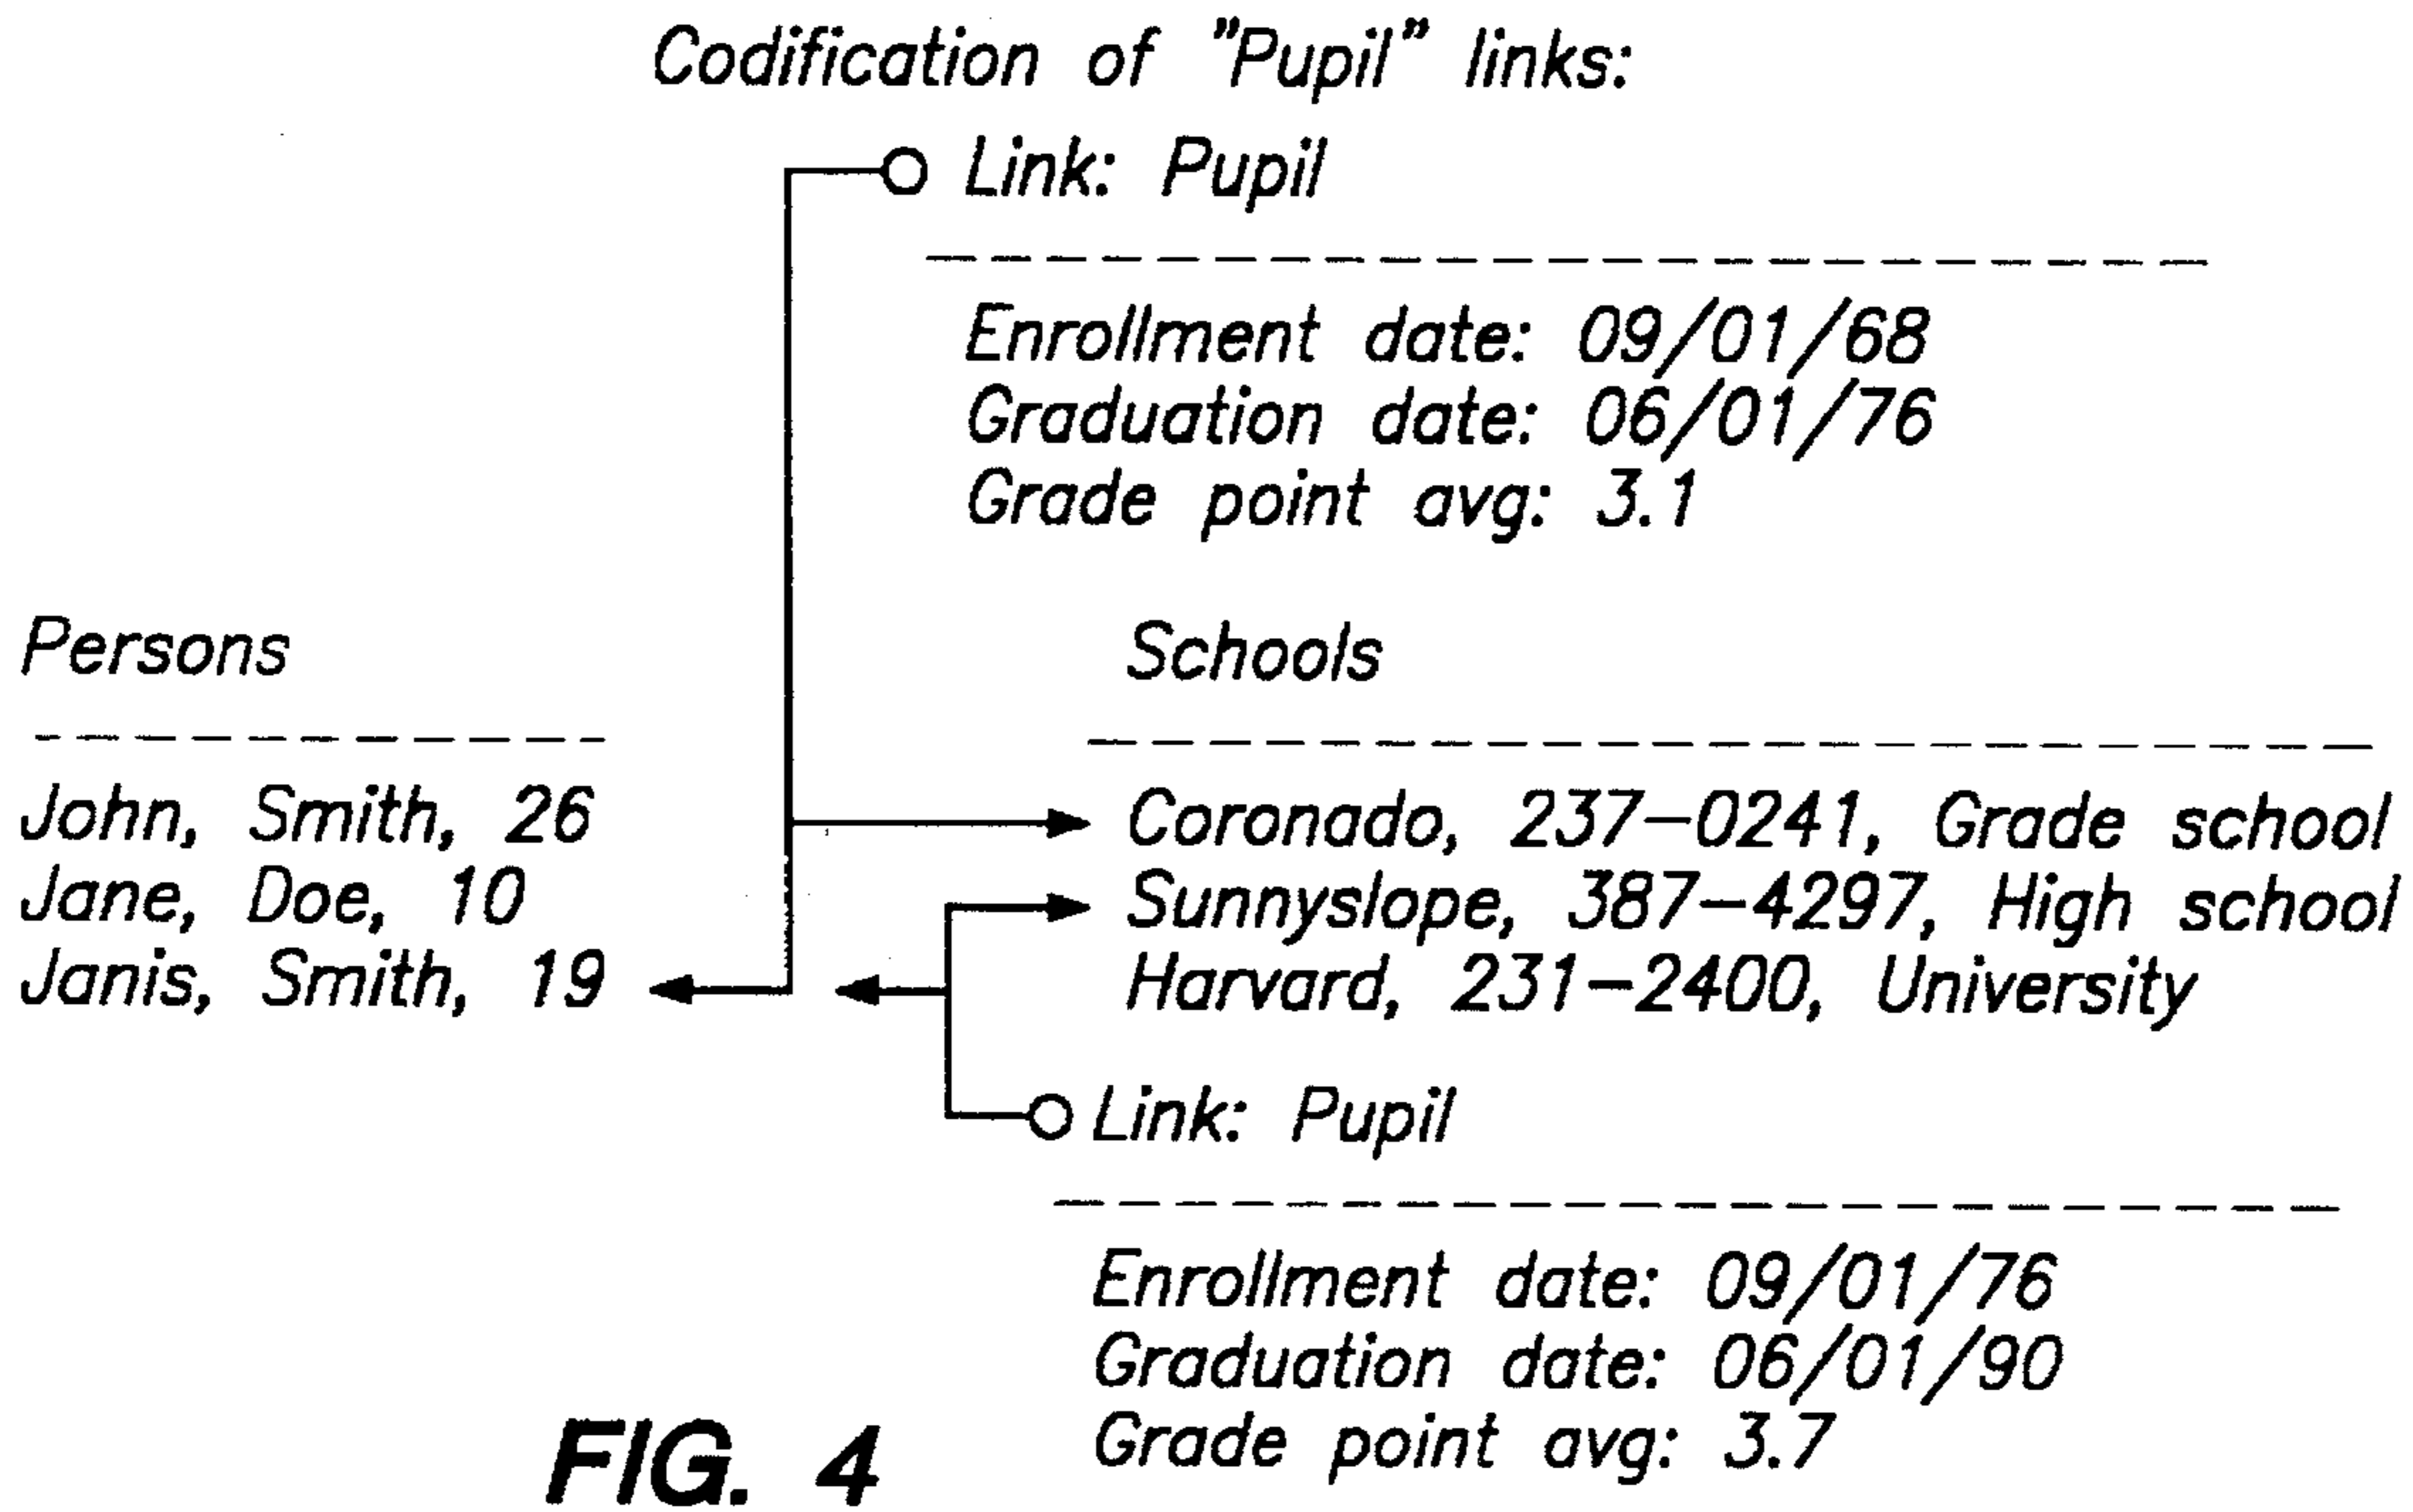 Codification of "Pupil" links:
Link: Pupil
Enrollment date: 09/01/68
Graduation date: 06/01/76
Grade point avg: 3.1
Persons
John, Smith, 26
Jane, Doe, 10
Janis, Smith, 19
Schools
Coronado, 237-0241, Grade school
Sunnyslope, 387-4297, High school
Harvard, 231-2400, University
Link: Pupil
Enrollment date: 09/01/76
Graduation date: 06/01/90
Grade point avg: 3.7
FIG. 4